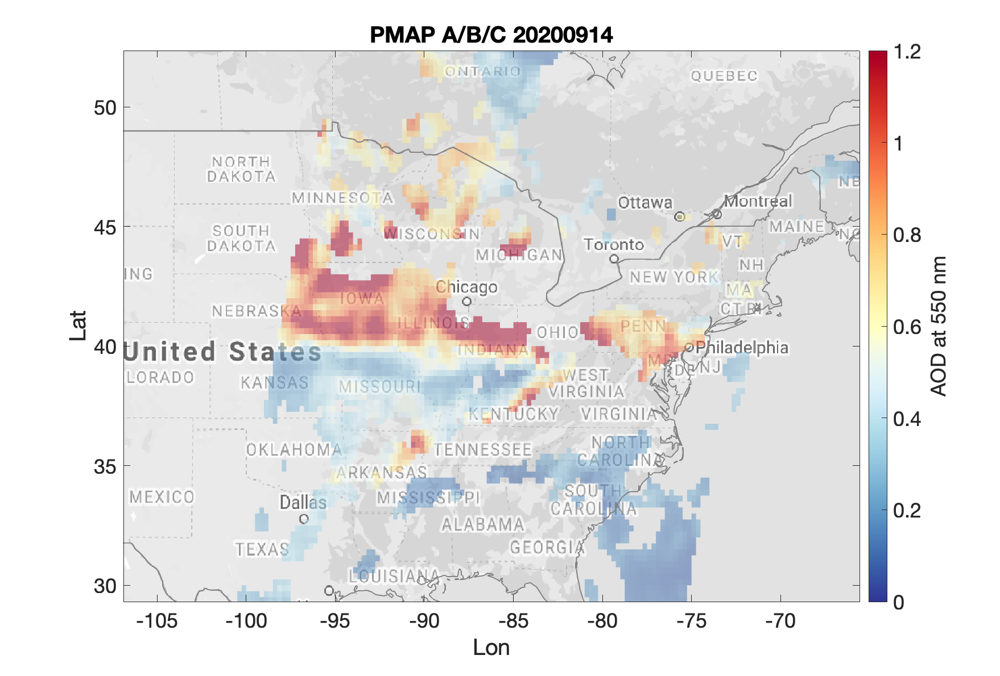 PMAP A/B/C 20200914
1.2
ONTARIO
QUEBEC
50
1
NORTH
DAKOTA
NB
MINNESOTA
Ottawa
Montreal
45
SOUTH
DAKOTA
WISCONSIN
MAINE
0.8
Toronto
VT
MICHIGAN
ING
NEW YORK
NH
Chicago
MA
IOWA
CT RI
NEBRASKA
ILLINOIS
OHIO
PENN
0.6
40
United States
INDIANA
Philadelphia
MD
DE
NJ
LORADO
KANSAS
MISSOURI
WEST
VIRGINIA
KENTUCKY
VIRGINIA
0.4
OKLAHOMA
TENNESSEE
NORTH
CAROLINA
35
ARKANSAS
MEXICO
Dallas
MISSISSIPPI
SOUTH
CAROLINA
0.2
ALABAMA
TEXAS
GEORGIA
LOUISIANA
30
0
-105
-100
-95
-90
-85
-80
-75
-70
Lon
Lat
AOD at 550 nm